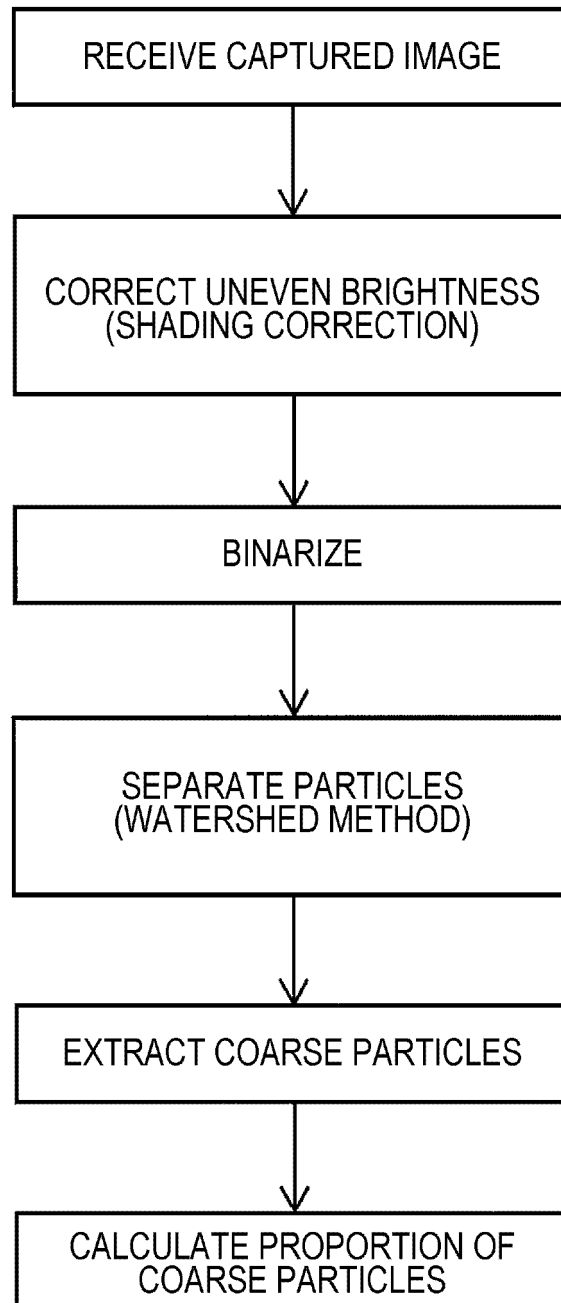 RECEIVE CAPTURED IMAGE
CORRECT UNEVEN BRIGHTNESS
(SHADING CORRECTION)
BINARIZE
SEPARATE PARTICLES
(WATERSHED METHOD)
EXTRACT COARSE PARTICLES
CALCULATE PROPORTION OF
COARSE PARTICLES